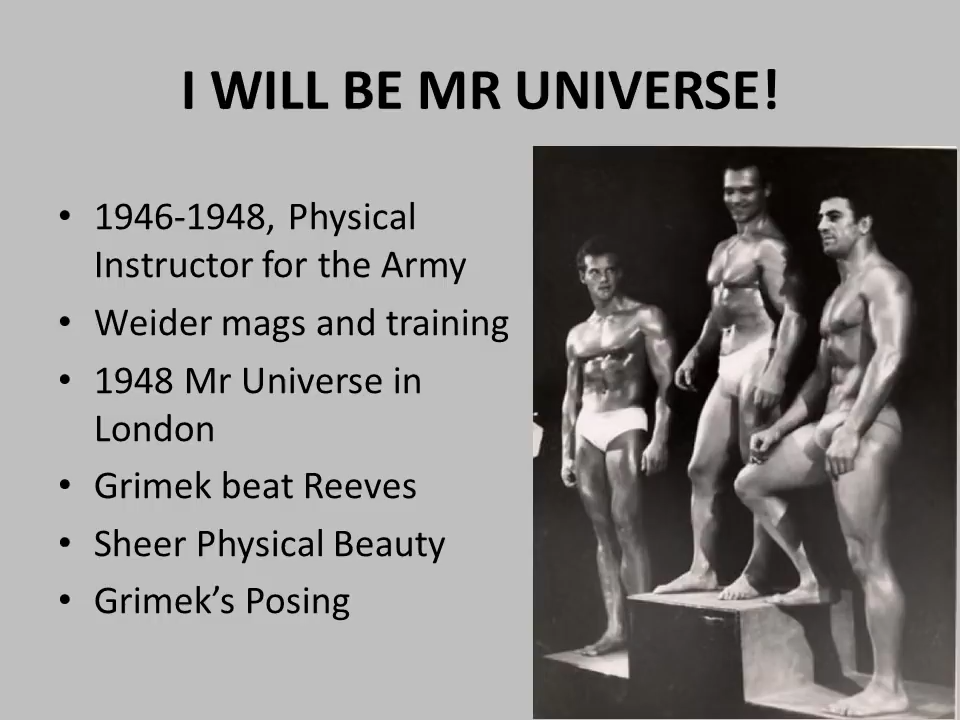 I WILL BE MR UNIVERSE!
• 1946-1948, Physical
Instructor for the Army
• Weider mags and training
• 1948 Mr Universe in
London
• Grimek beat Reeves
• Sheer Physical Beauty
• Grimek’s Posing